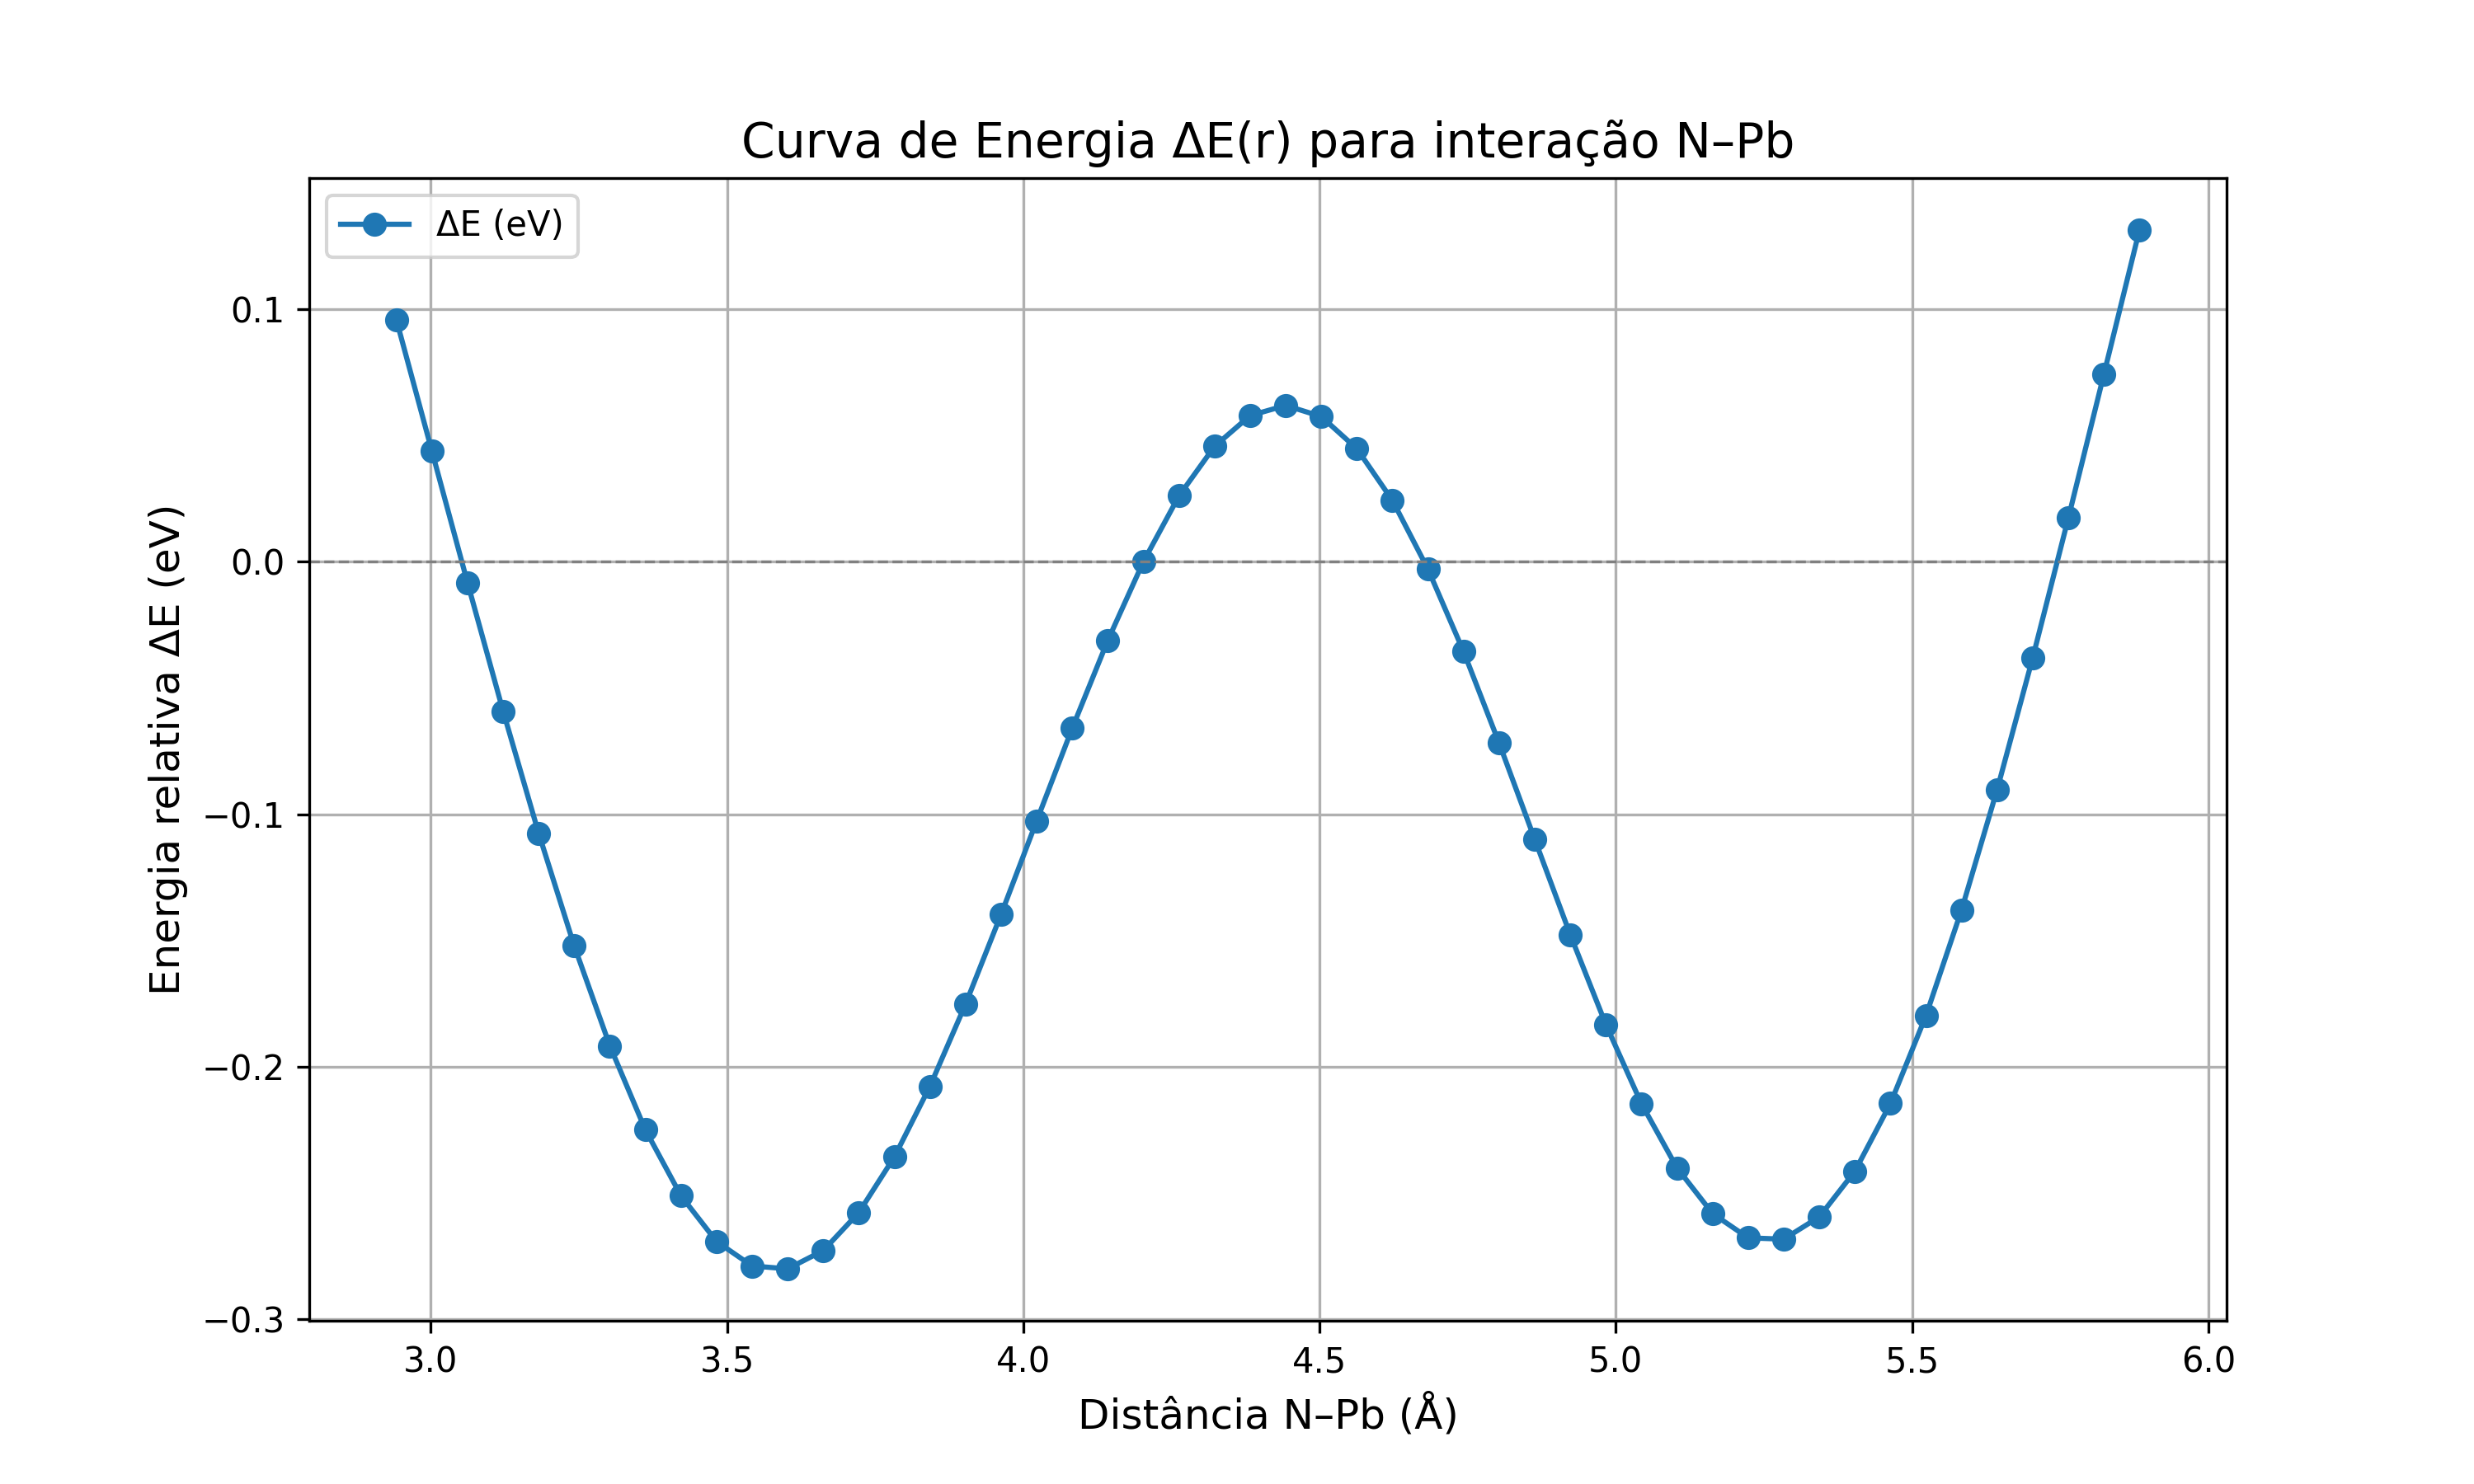 Curva de Energia ΔE(r) para interação N–Pb
ΔE (eV)
0.1
0.0
−0.1
−0.2
−0.3
Energia relativa ΔE (eV)
3.0 3.5 4.0 4.5 5.0 5.5 6.0
Distância N–Pb (Å)